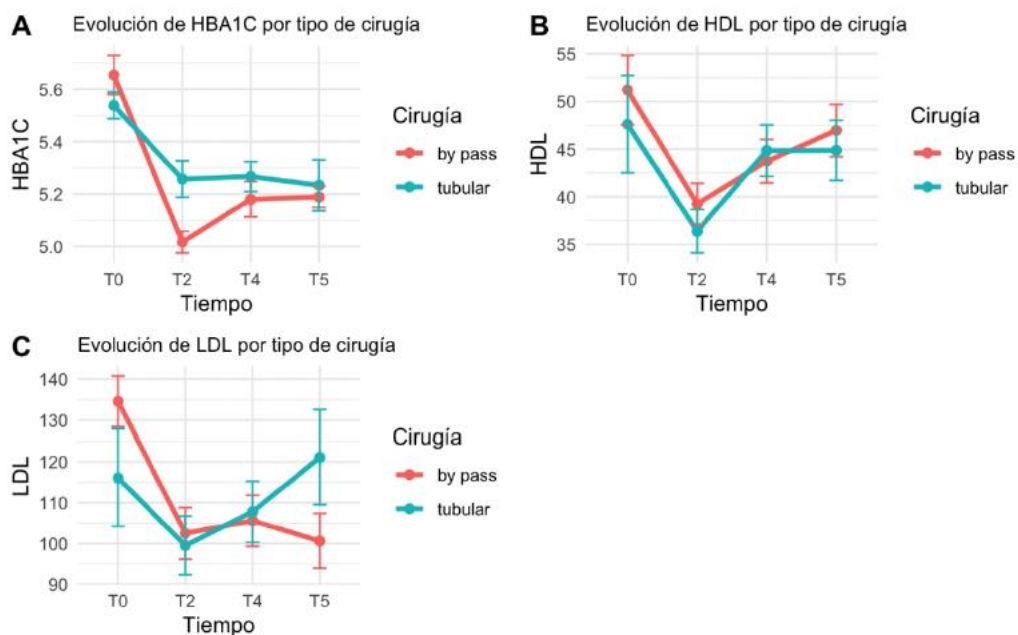 A Evolución de HBA1C por tipo de cirugía
HBA1C
5.6
5.4
5.2
5.0
T0 T2 T4 T5
Tiempo
Cirugía
by pass
tubular
B Evolución de HDL por tipo de cirugía
HDL
55
50
45
40
35
T0 T2 T4 T5
Tiempo
Cirugía
by pass
tubular
C Evolución de LDL por tipo de cirugía
LDL
140
130
120
110
100
90
T0 T2 T4 T5
Tiempo
Cirugía
by pass
tubular